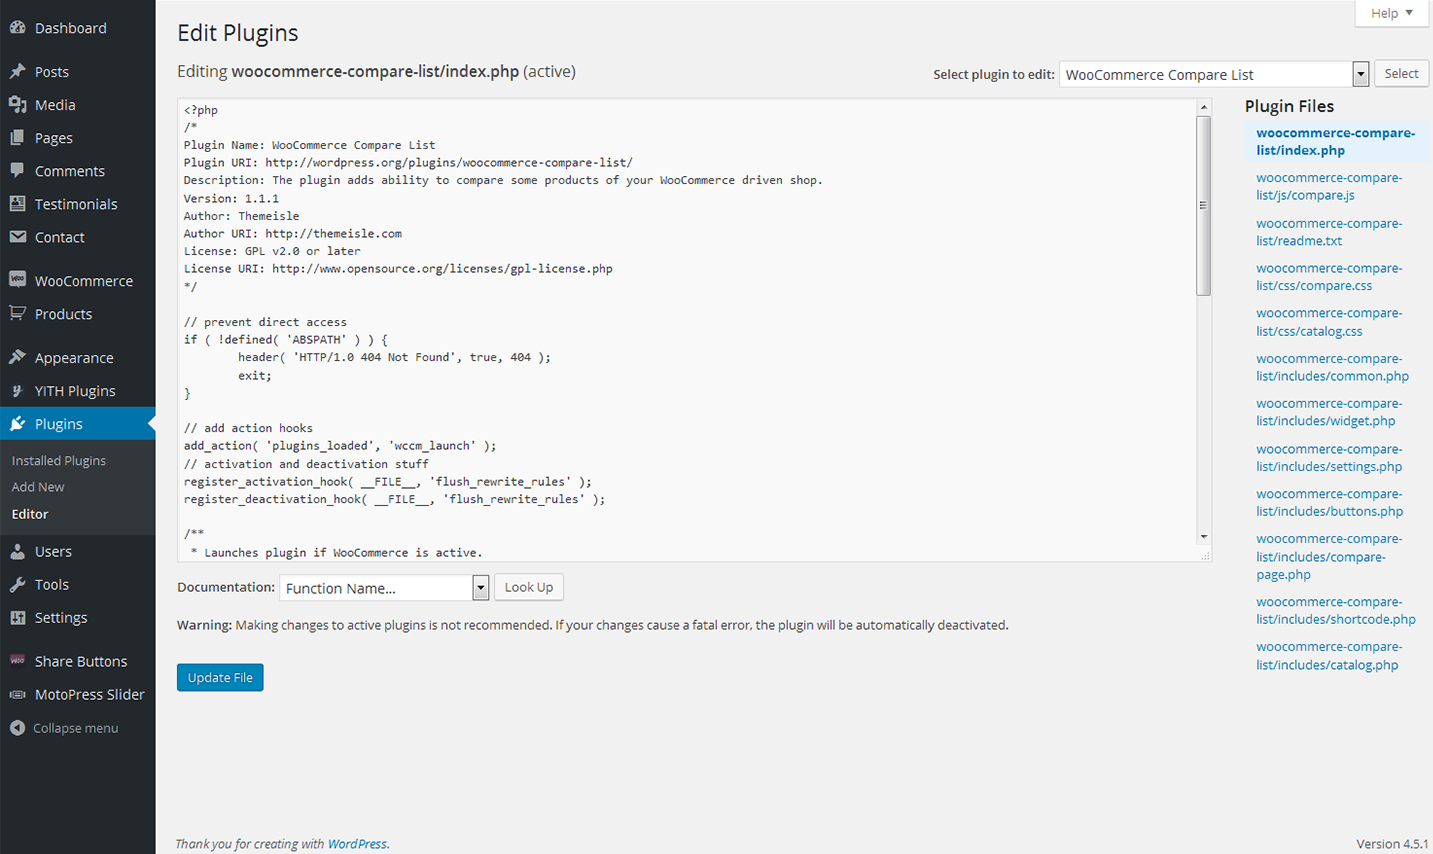 Dashboard
Posts
Media
Pages
Comments
Testimonials
Contact
WooCommerce
Products
Appearance
YITH Plugins
Plugins
Installed Plugins
Add New
Editor
Users
Tools
Settings
Share Buttons
MotoPress Slider
Collapse menu
Help
Edit Plugins
Editing woocommerce-compare-list/index.php (active)
Select plugin to edit: WooCommerce Compare List Select
<?php
/*
Plugin Name: WooCommerce Compare List
Plugin URI: http://wordpress.org/plugins/woocommerce-compare-list/
Description: The plugin adds ability to compare some products of your WooCommerce driven shop.
Version: 1.1.1
Author: Themeisle
Author URI: http://themeisle.com
License: GPL v2.0 or later
License URI: http://www.opensource.org/licenses/gpl-license.php
*/
// prevent direct access
if ( !defined( 'ABSPATH' ) ) {
header( 'HTTP/1.0 404 Not Found', true, 404 );
exit;
}
// add action hooks
add_action( 'plugins_loaded', 'wccm_launch' );
// activation and deactivation stuff
register_activation_hook( __FILE__, 'flush_rewrite_rules' );
register_deactivation_hook( __FILE__, 'flush_rewrite_rules' );
/**
* Launches plugin if WooCommerce is active.
Documentation: Function Name... Look Up
Warning: Making changes to active plugins is not recommended. If your changes cause a fatal error, the plugin will be automatically deactivated.
Update File
Plugin Files
woocommerce-compare-
list/index.php
woocommerce-compare-
list/js/compare.js
woocommerce-compare-
list/readme.txt
woocommerce-compare-
list/css/compare.css
woocommerce-compare-
list/css/catalog.css
woocommerce-compare-
list/includes/common.php
woocommerce-compare-
list/includes/widget.php
woocommerce-compare-
list/includes/settings.php
woocommerce-compare-
list/includes/buttons.php
woocommerce-compare-
list/includes/compare-
page.php
woocommerce-compare-
list/includes/shortcode.php
woocommerce-compare-
list/includes/catalog.php
Thank you for creating with WordPress.
Version 4.5.1